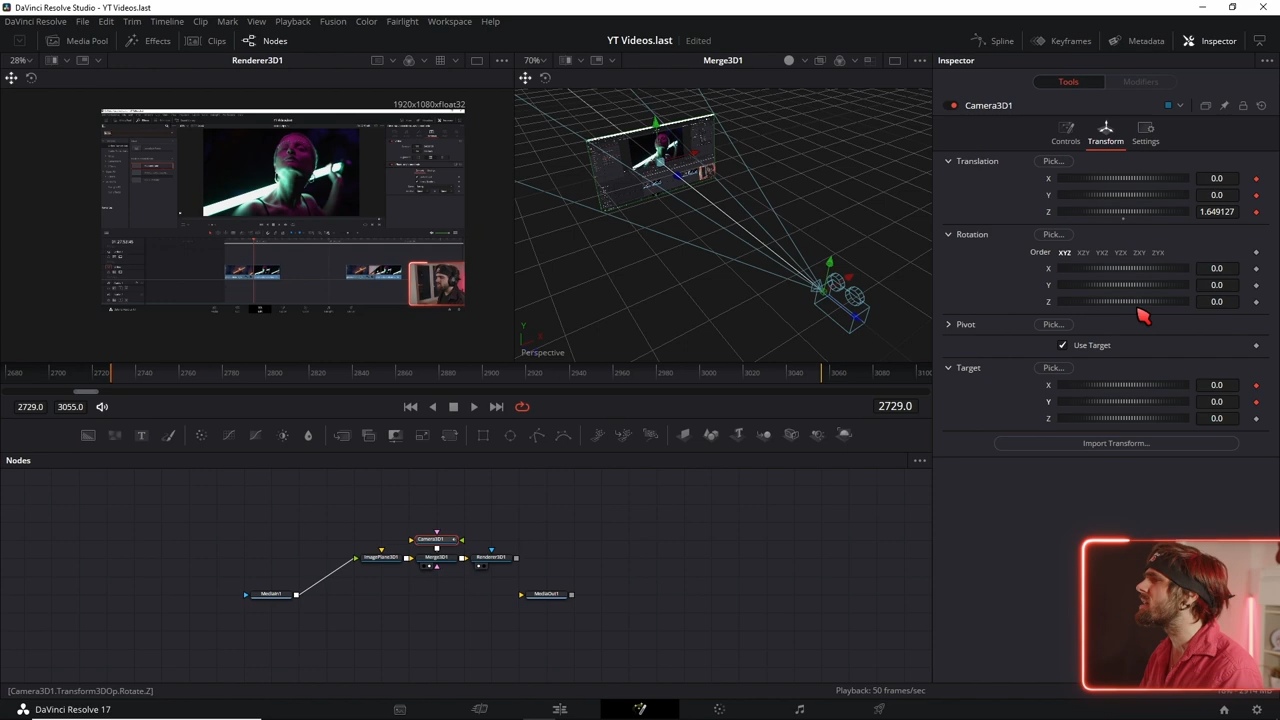 DaVinci Resolve Studio - YT Videos.last
DaVinci Resolve File Edit Trim Timeline Clip Mark View Playback Fusion Color Fairlight Workspace Help
Media Pool Effects Clips Nodes YT Videos.last Edited Spline Keyframes Metadata Inspector
28% Renderer3D1 70% Merge3D1 Inspector
Tools Modifiers
1920x1080xfloat32
Camera3D1
Controls Transform Settings
Translation Pick...
X 0.0
Y 0.0
Z 1.649127
Rotation Pick...
Order XYZ XZY YXZ YZX ZXY ZYX
X 0.0
Y 0.0
Z 0.0
Pivot Pick...
Use Target
Target Pick...
X 0.0
Y 0.0
Z 0.0
Import Transform...
Y
Perspective
2680 2700 2720 2740 2760 2780 2800 2820 2840 2860 2880 2900 2920 2940 2960 2980 3000 3020 3040 3060 3080 3100
2729.0 3055.0 2729.0
Nodes
Camera3D1
ImagePlane3D1 Merge3D1 Renderer3D1
MediaIn1 MediaOut1
[Camera3D1.Transform3DOp.Rotate.Z] Playback: 50 frames/sec
DaVinci Resolve 17